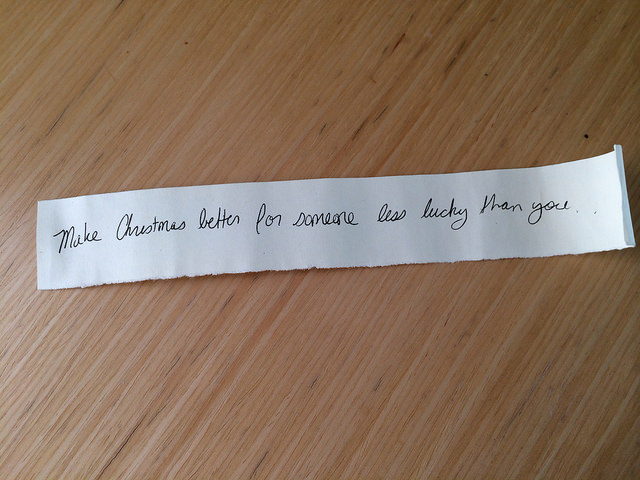 Make Christmas better for someone less lucky than you...